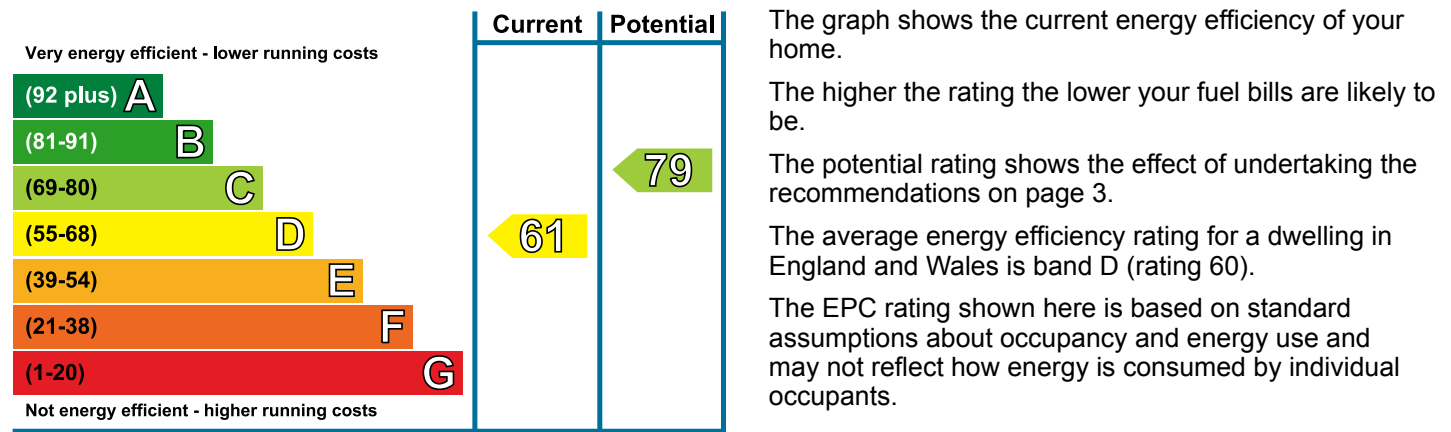 Current Potential
Very energy efficient - lower running costs
(92 plus) A
(81-91) B
(69-80) C
79
(55-68) D
61
(39-54) E
(21-38) F
(1-20) G
Not energy efficient - higher running costs
The graph shows the current energy efficiency of your
home.
The higher the rating the lower your fuel bills are likely to
be.
The potential rating shows the effect of undertaking the
recommendations on page 3.
The average energy efficiency rating for a dwelling in
England and Wales is band D (rating 60).
The EPC rating shown here is based on standard
assumptions about occupancy and energy use and
may not reflect how energy is consumed by individual
occupants.